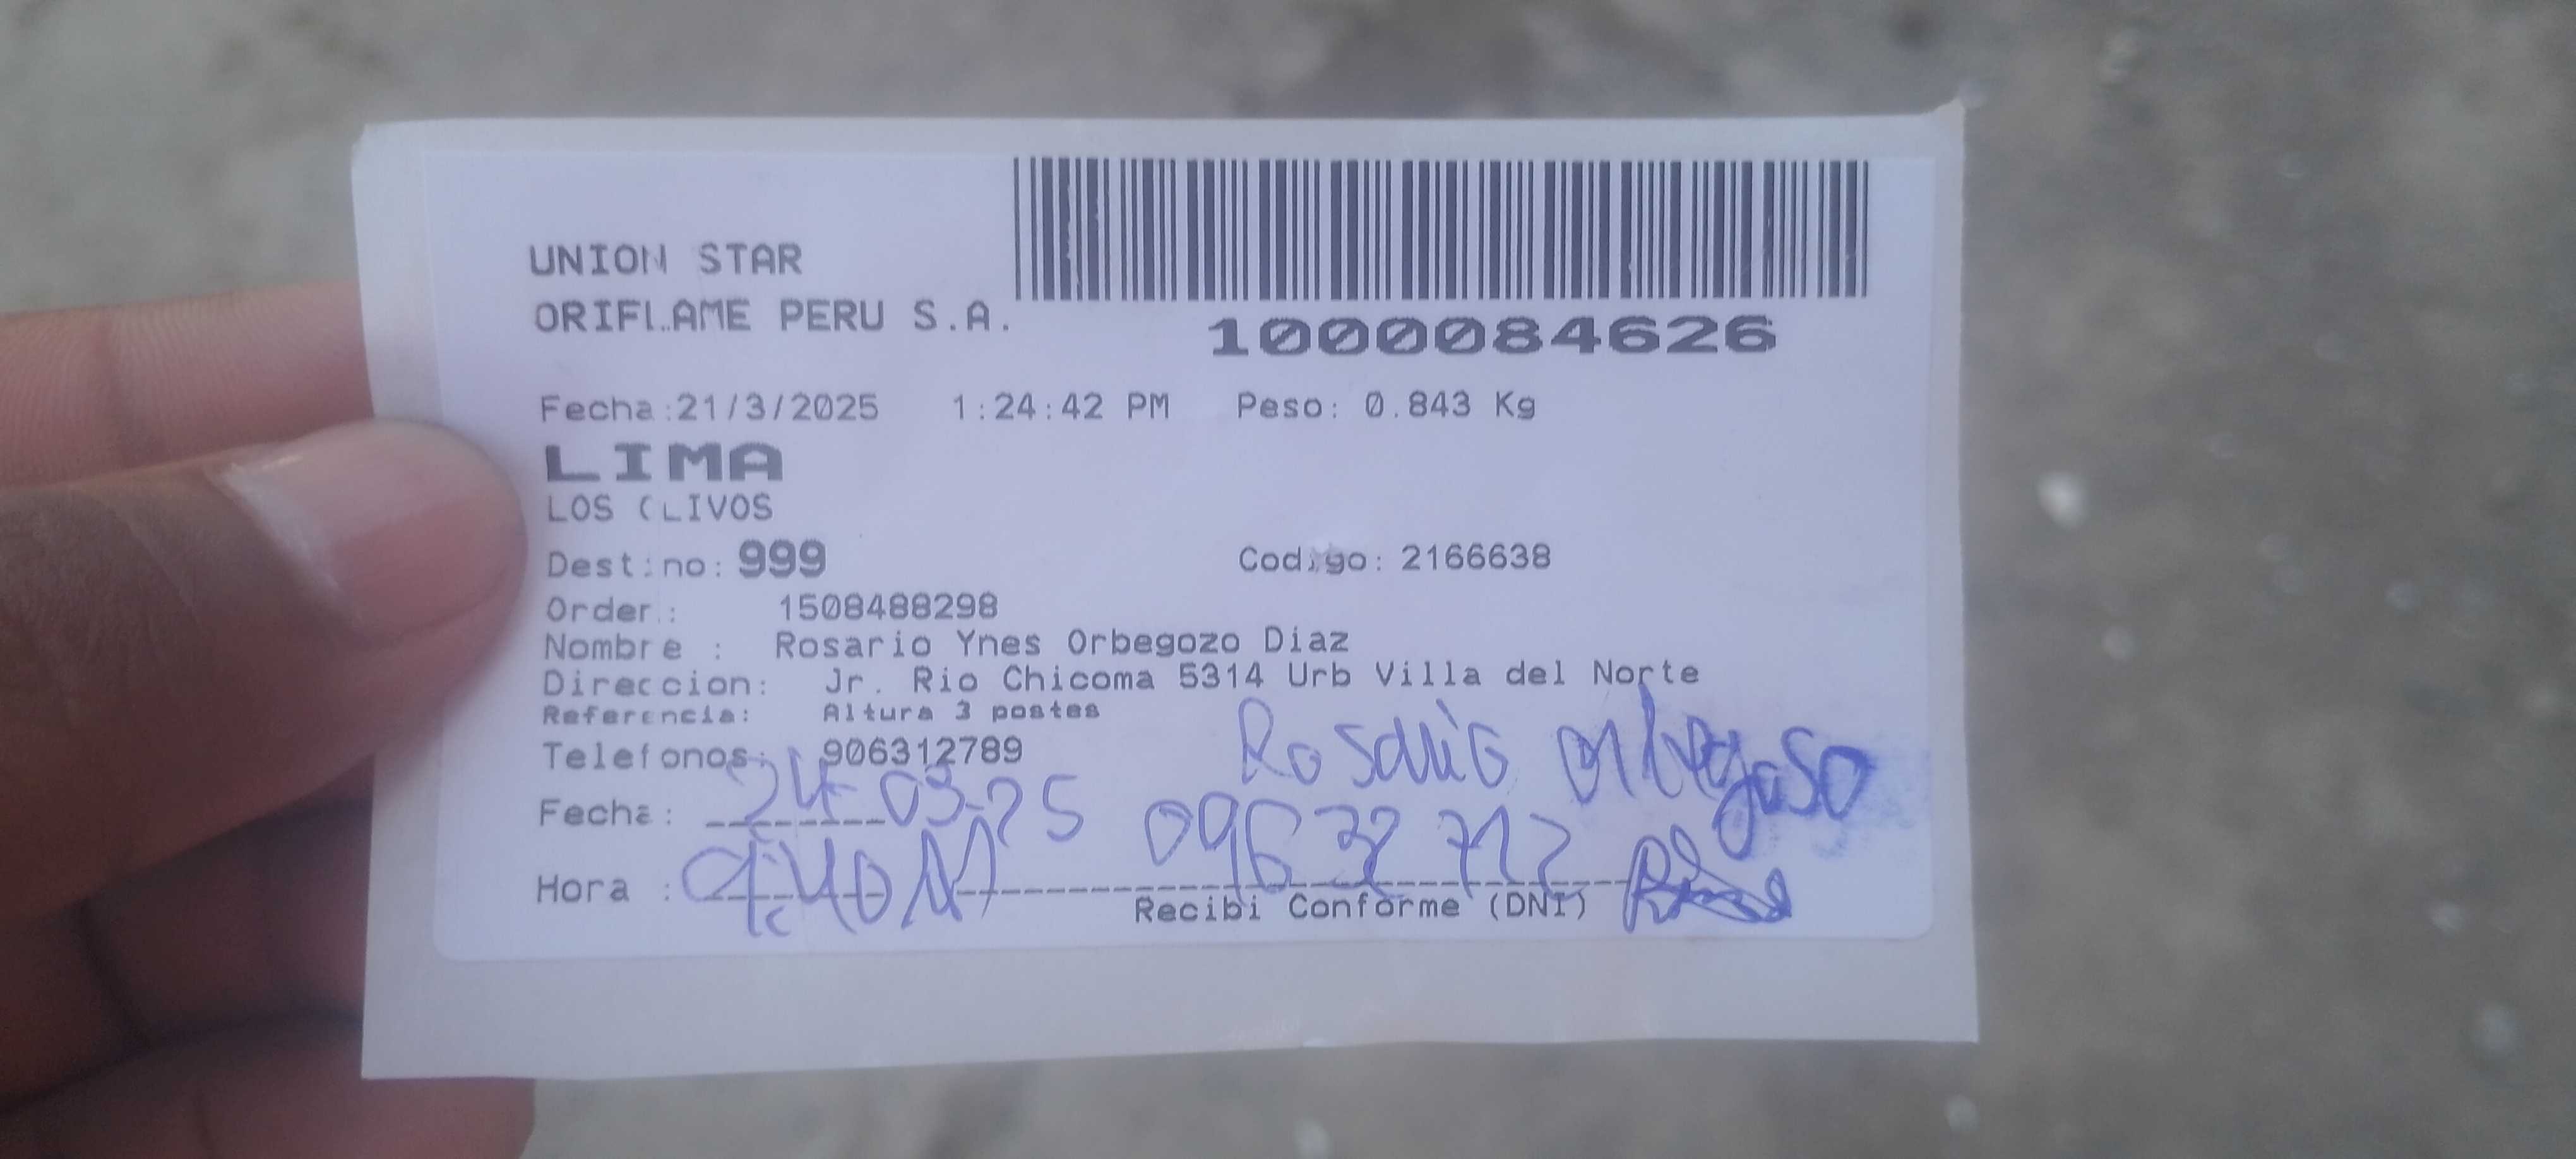 UNION STAR
ORIFLAME PERU S.A.
1000084626
Fecha:21/3/2025 1:24:42 PM Peso: 0.843 Kg
LIMA
LOS OLIVOS
Destino: 999 Codigo: 2166638
Order.: 1508488298
Nombre : Rosario Ynes Orbegozo Diaz
Direccion: Jr. Rio Chicoma 5314 Urb Villa del Norte
Referencia: Altura 3 postes
Telefonos: 906312789
Rosario orbegoso
Fecha: 24-03-25
Hora :
Recibi Conforme (DNI)